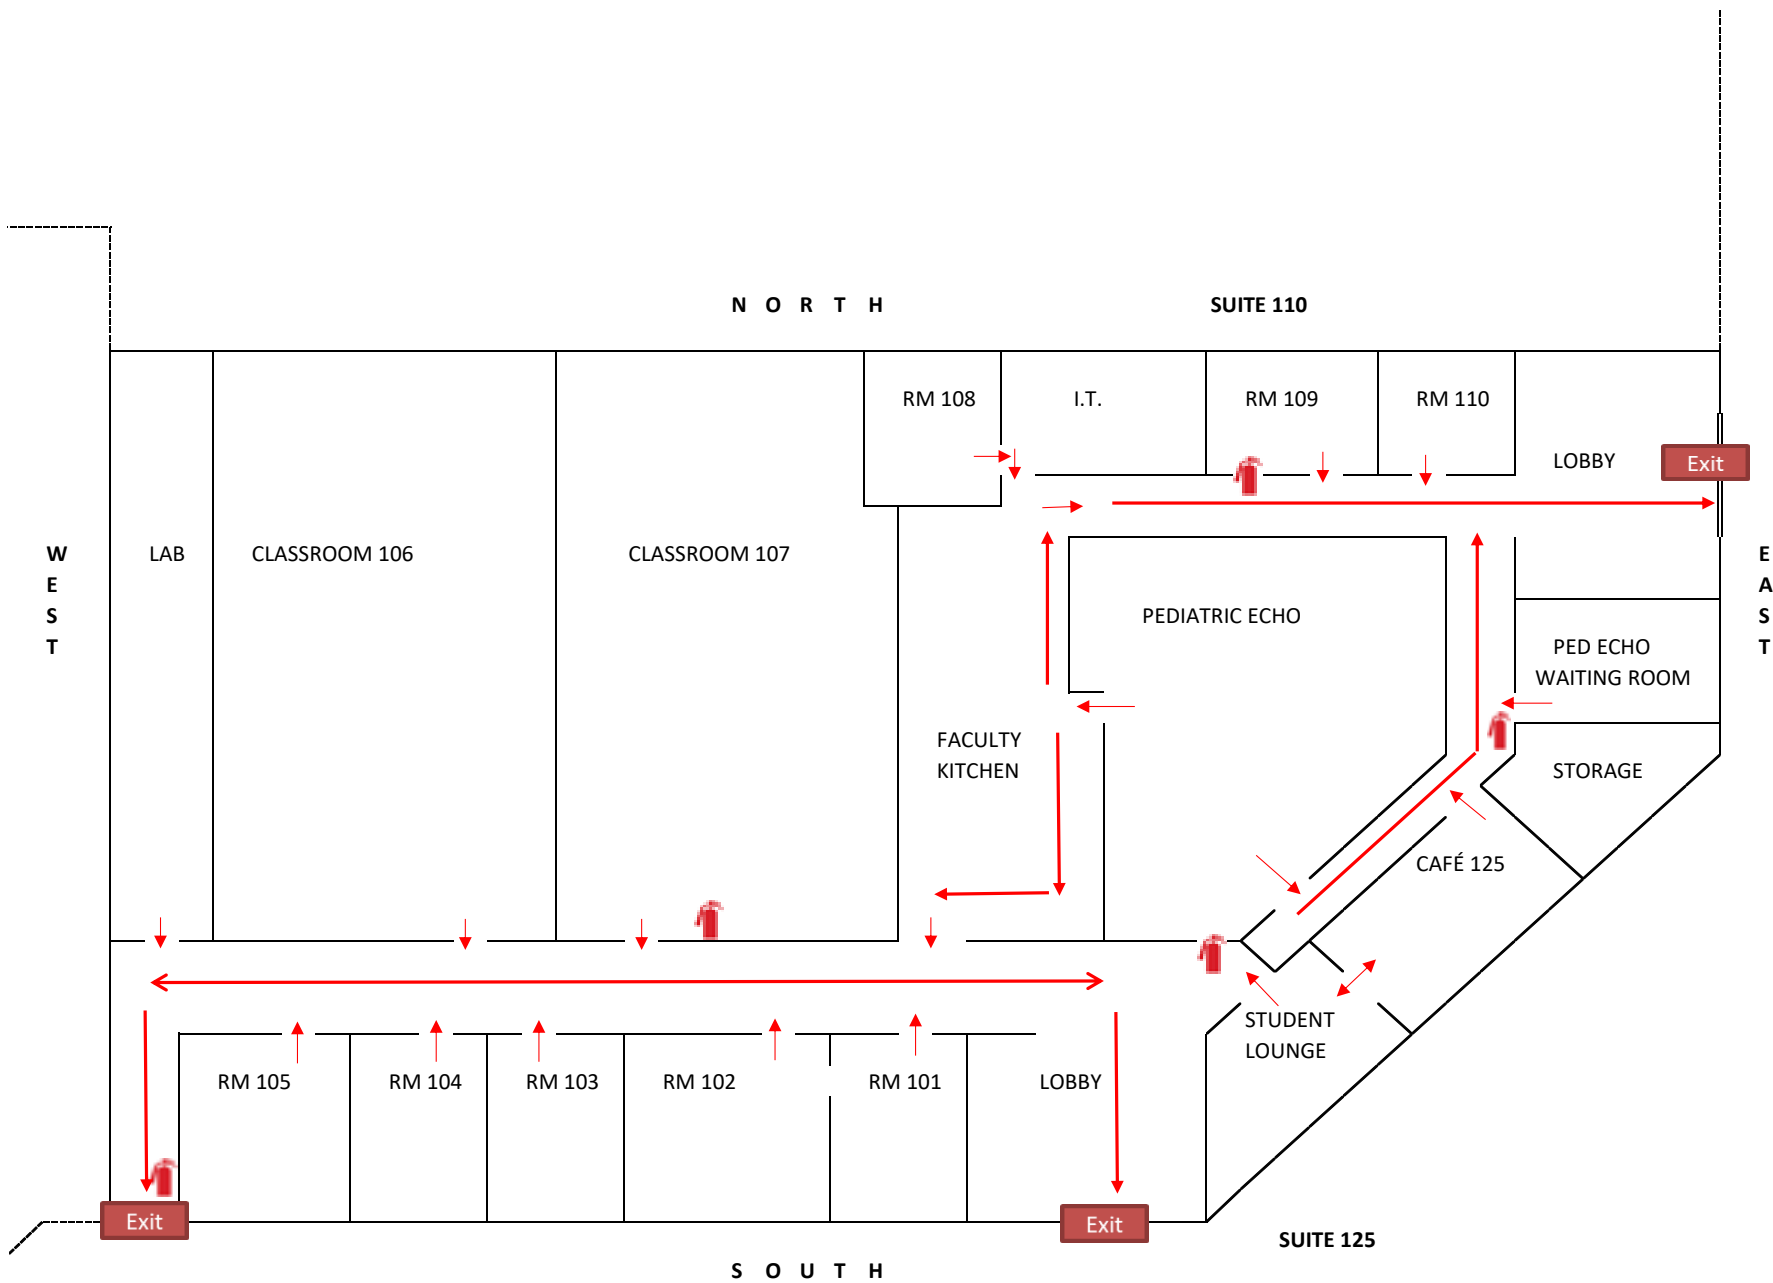 N O R T H
SUITE 110
RM 108
I.T.
RM 109
RM 110
LOBBY
Exit
W
E
S
T
LAB
CLASSROOM 106
CLASSROOM 107
E
A
S
T
PEDIATRIC ECHO
PED ECHO
WAITING ROOM
FACULTY
KITCHEN
STORAGE
CAFÉ 125
STUDENT
LOUNGE
RM 105
RM 104
RM 103
RM 102
RM 101
LOBBY
Exit
Exit
SUITE 125
S O U T H